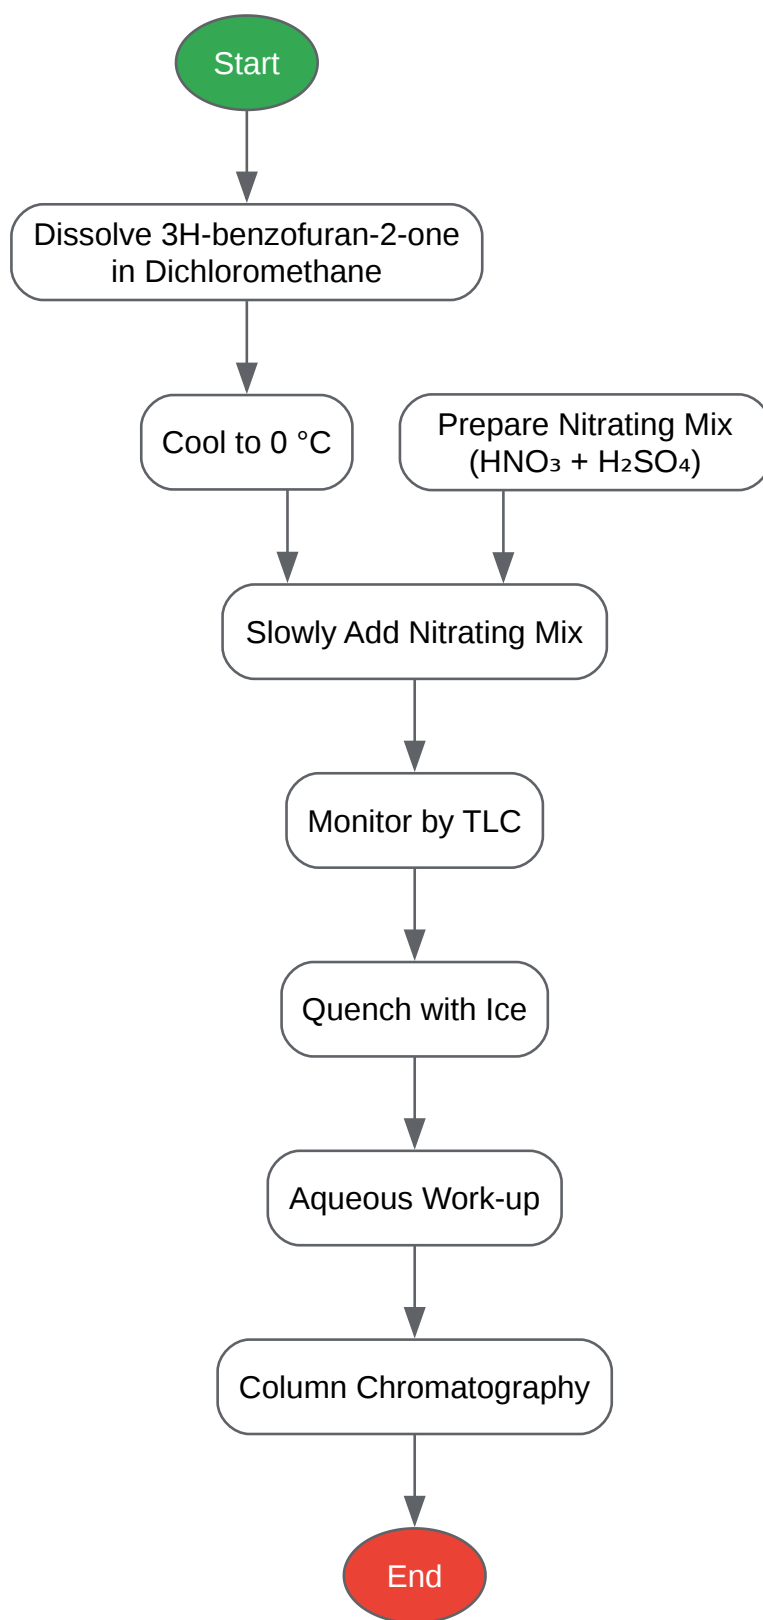 Start
Dissolve 3H-benzofuran-2-one
in Dichloromethane
Cool to 0 °C
Prepare Nitrating Mix
(HNO₃ + H₂SO₄)
Slowly Add Nitrating Mix
Monitor by TLC
Quench with Ice
Aqueous Work-up
Column Chromatography
End